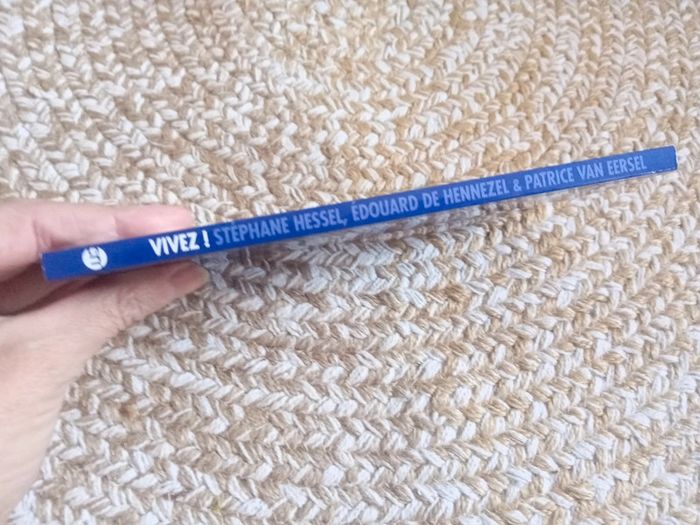 VIVEZ ! STÉPHANE HESSEL, ÉDOUARD DE HENNEZEL & PATRICE VAN EERSEL